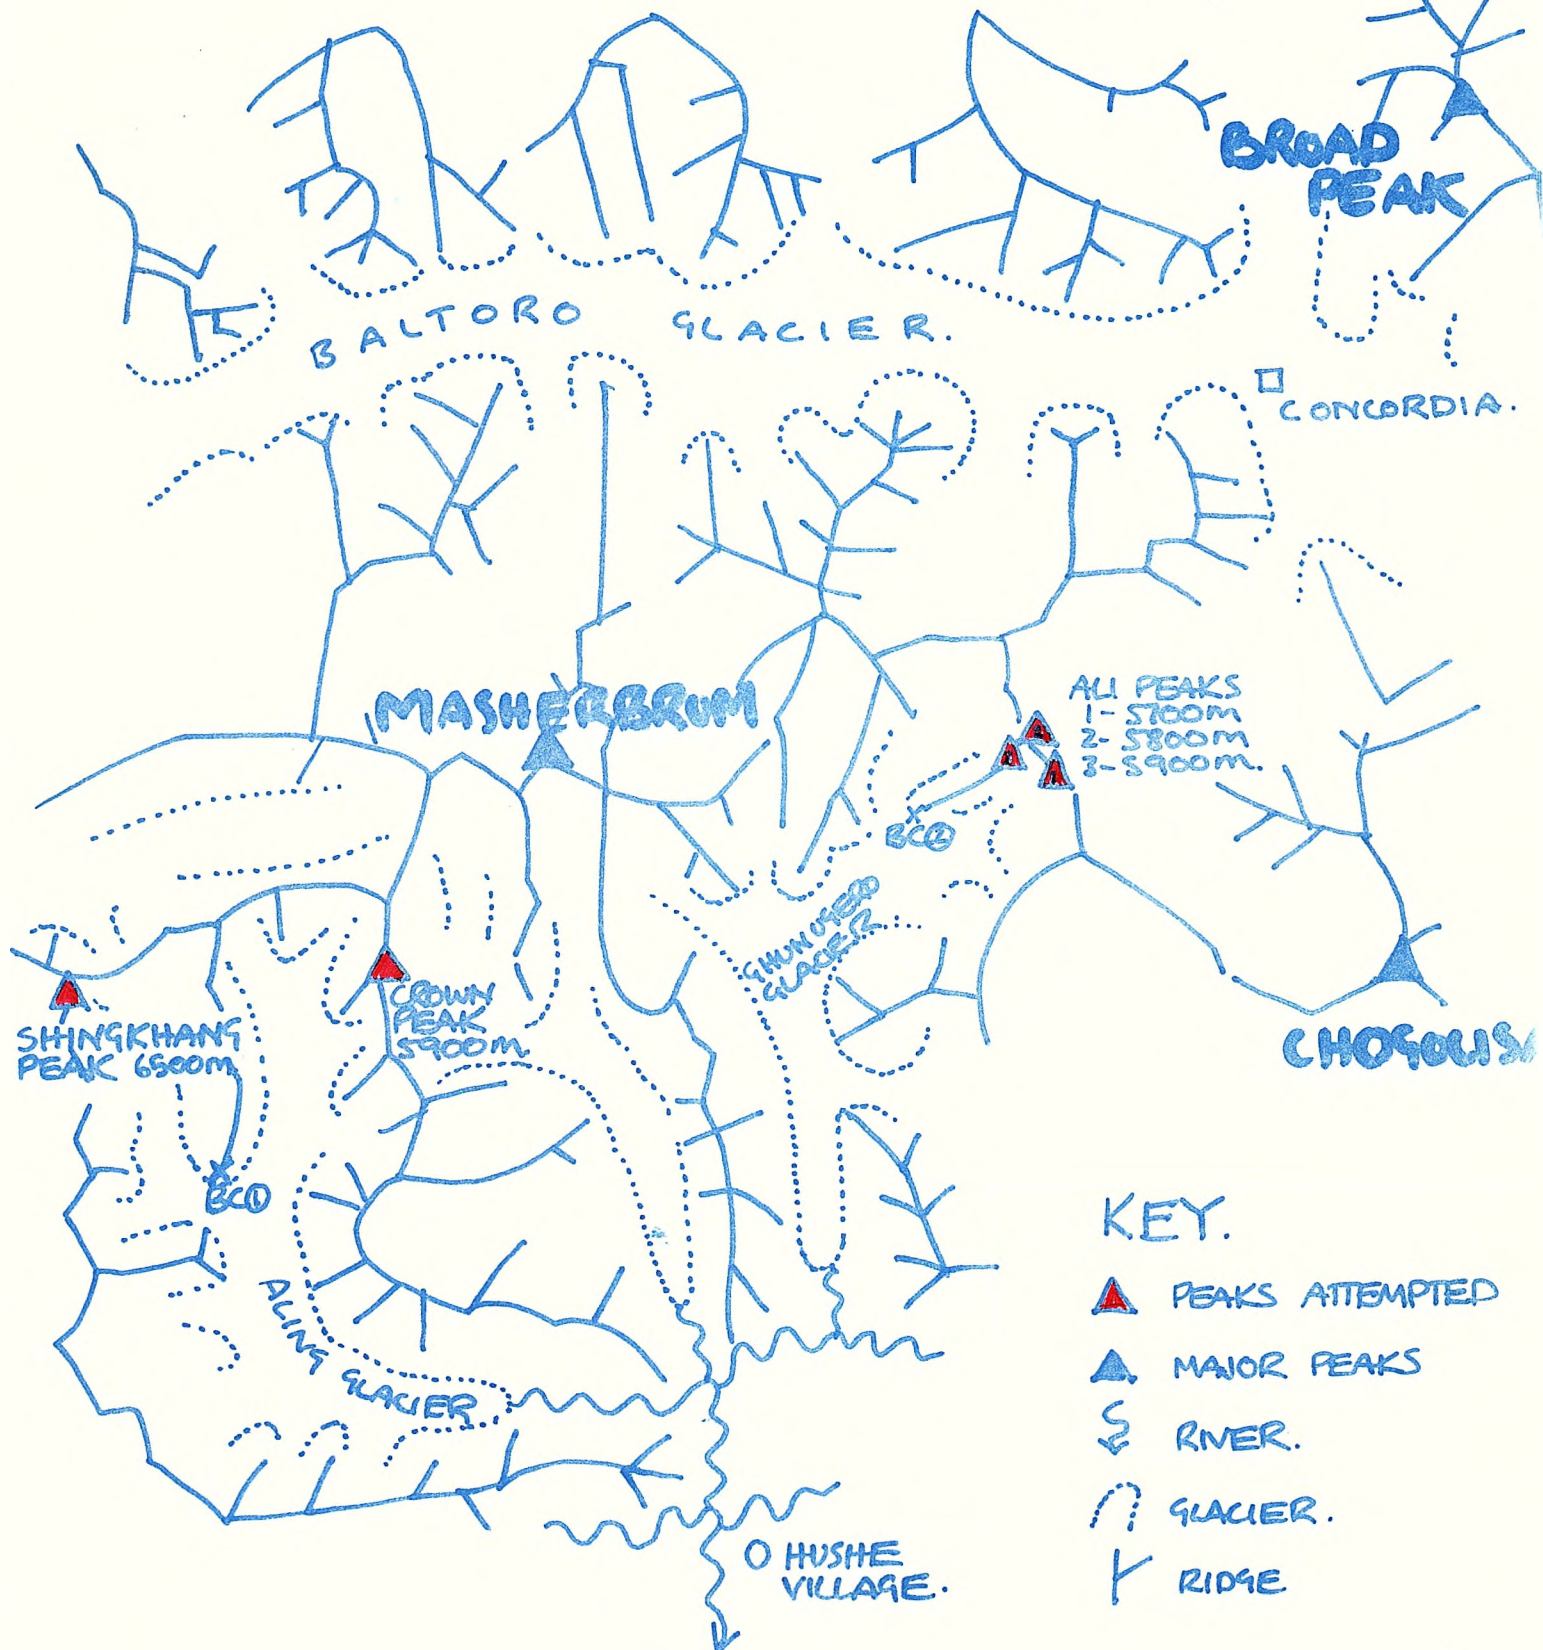 BROAD
PEAK
BALTORO GLACIER.
CONCORDIA.
MASHERBRUM
ALI PEAKS
1-5700m
2-5800m
3-5900m.
BC②
GHONDGERO
GLACIER
CROWN
PEAK
5900m
SHINGKHANG
PEAK 6500m
CHOGOLISA
BC①
ALING GLACIER
KEY.
PEAKS ATTEMPTED
MAJOR PEAKS
RIVER.
GLACIER.
RIDGE
HUSHE
VILLAGE.